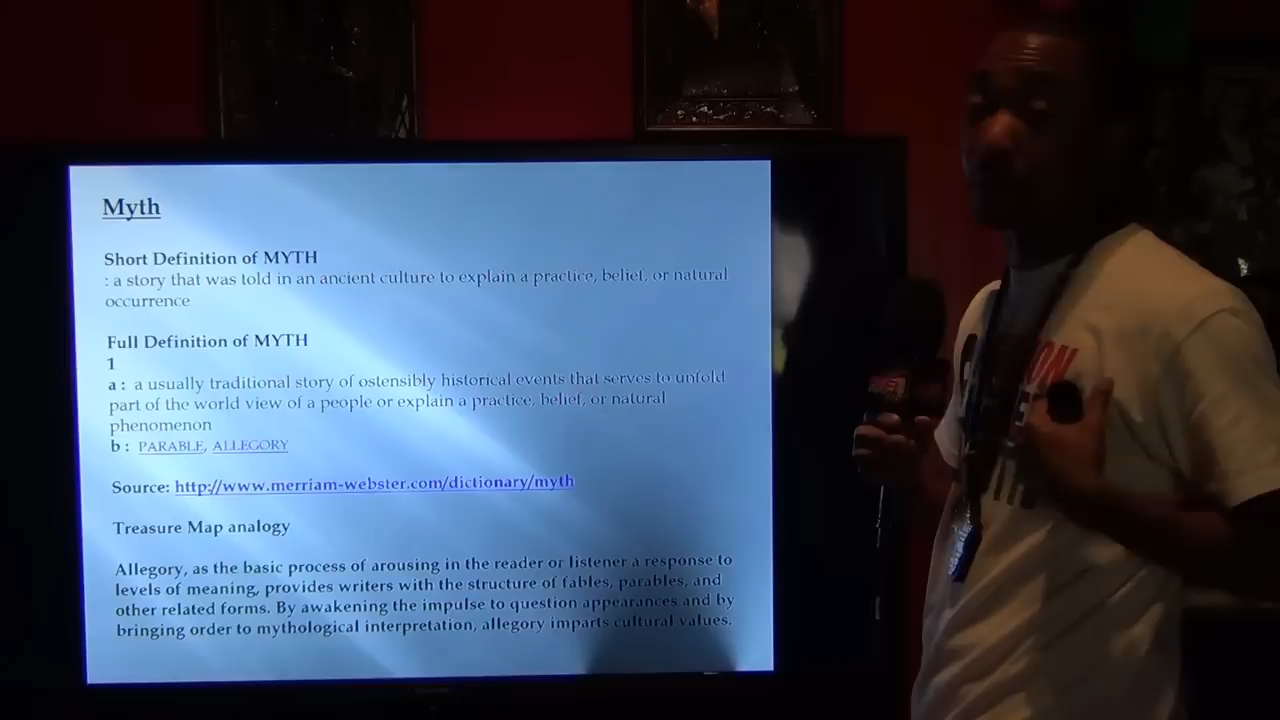 Myth
Short Definition of MYTH
: a story that was told in an ancient culture to explain a practice, belief, or natural
occurrence
Full Definition of MYTH
1
a : a usually traditional story of ostensibly historical events that serves to unfold
part of the world view of a people or explain a practice, belief, or natural
phenomenon
b : PARABLE, ALLEGORY
Source: http://www.merriam-webster.com/dictionary/myth
Treasure Map analogy
Allegory, as the basic process of arousing in the reader or listener a response to
levels of meaning, provides writers with the structure of fables, parables, and
other related forms. By awakening the impulse to question appearances and by
bringing order to mythological interpretation, allegory imparts cultural values.